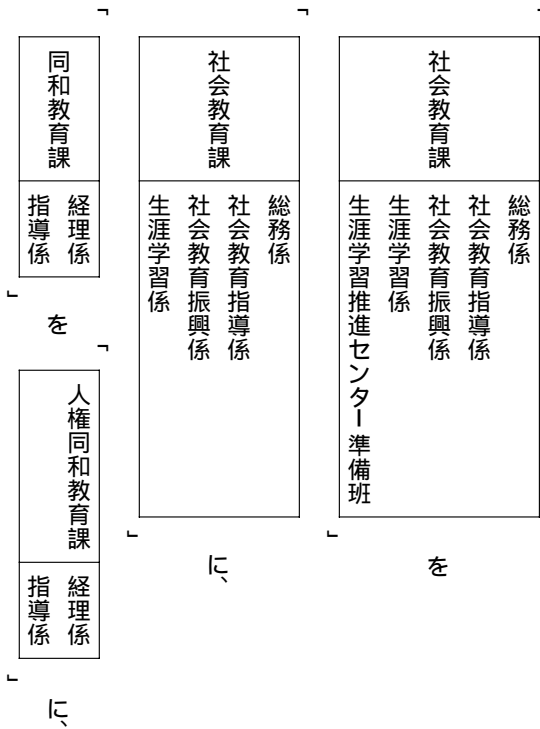 「
社会教育課
総務係
社会教育指導係
社会教育振興係
生涯学習係
生涯学習推進センター準備班
」
を
「
社会教育課
総務係
社会教育指導係
社会教育振興係
生涯学習係
」
に、
「
同和教育課
経理係
指導係
」
を
「
人権同和教育課
経理係
指導係
」
に、